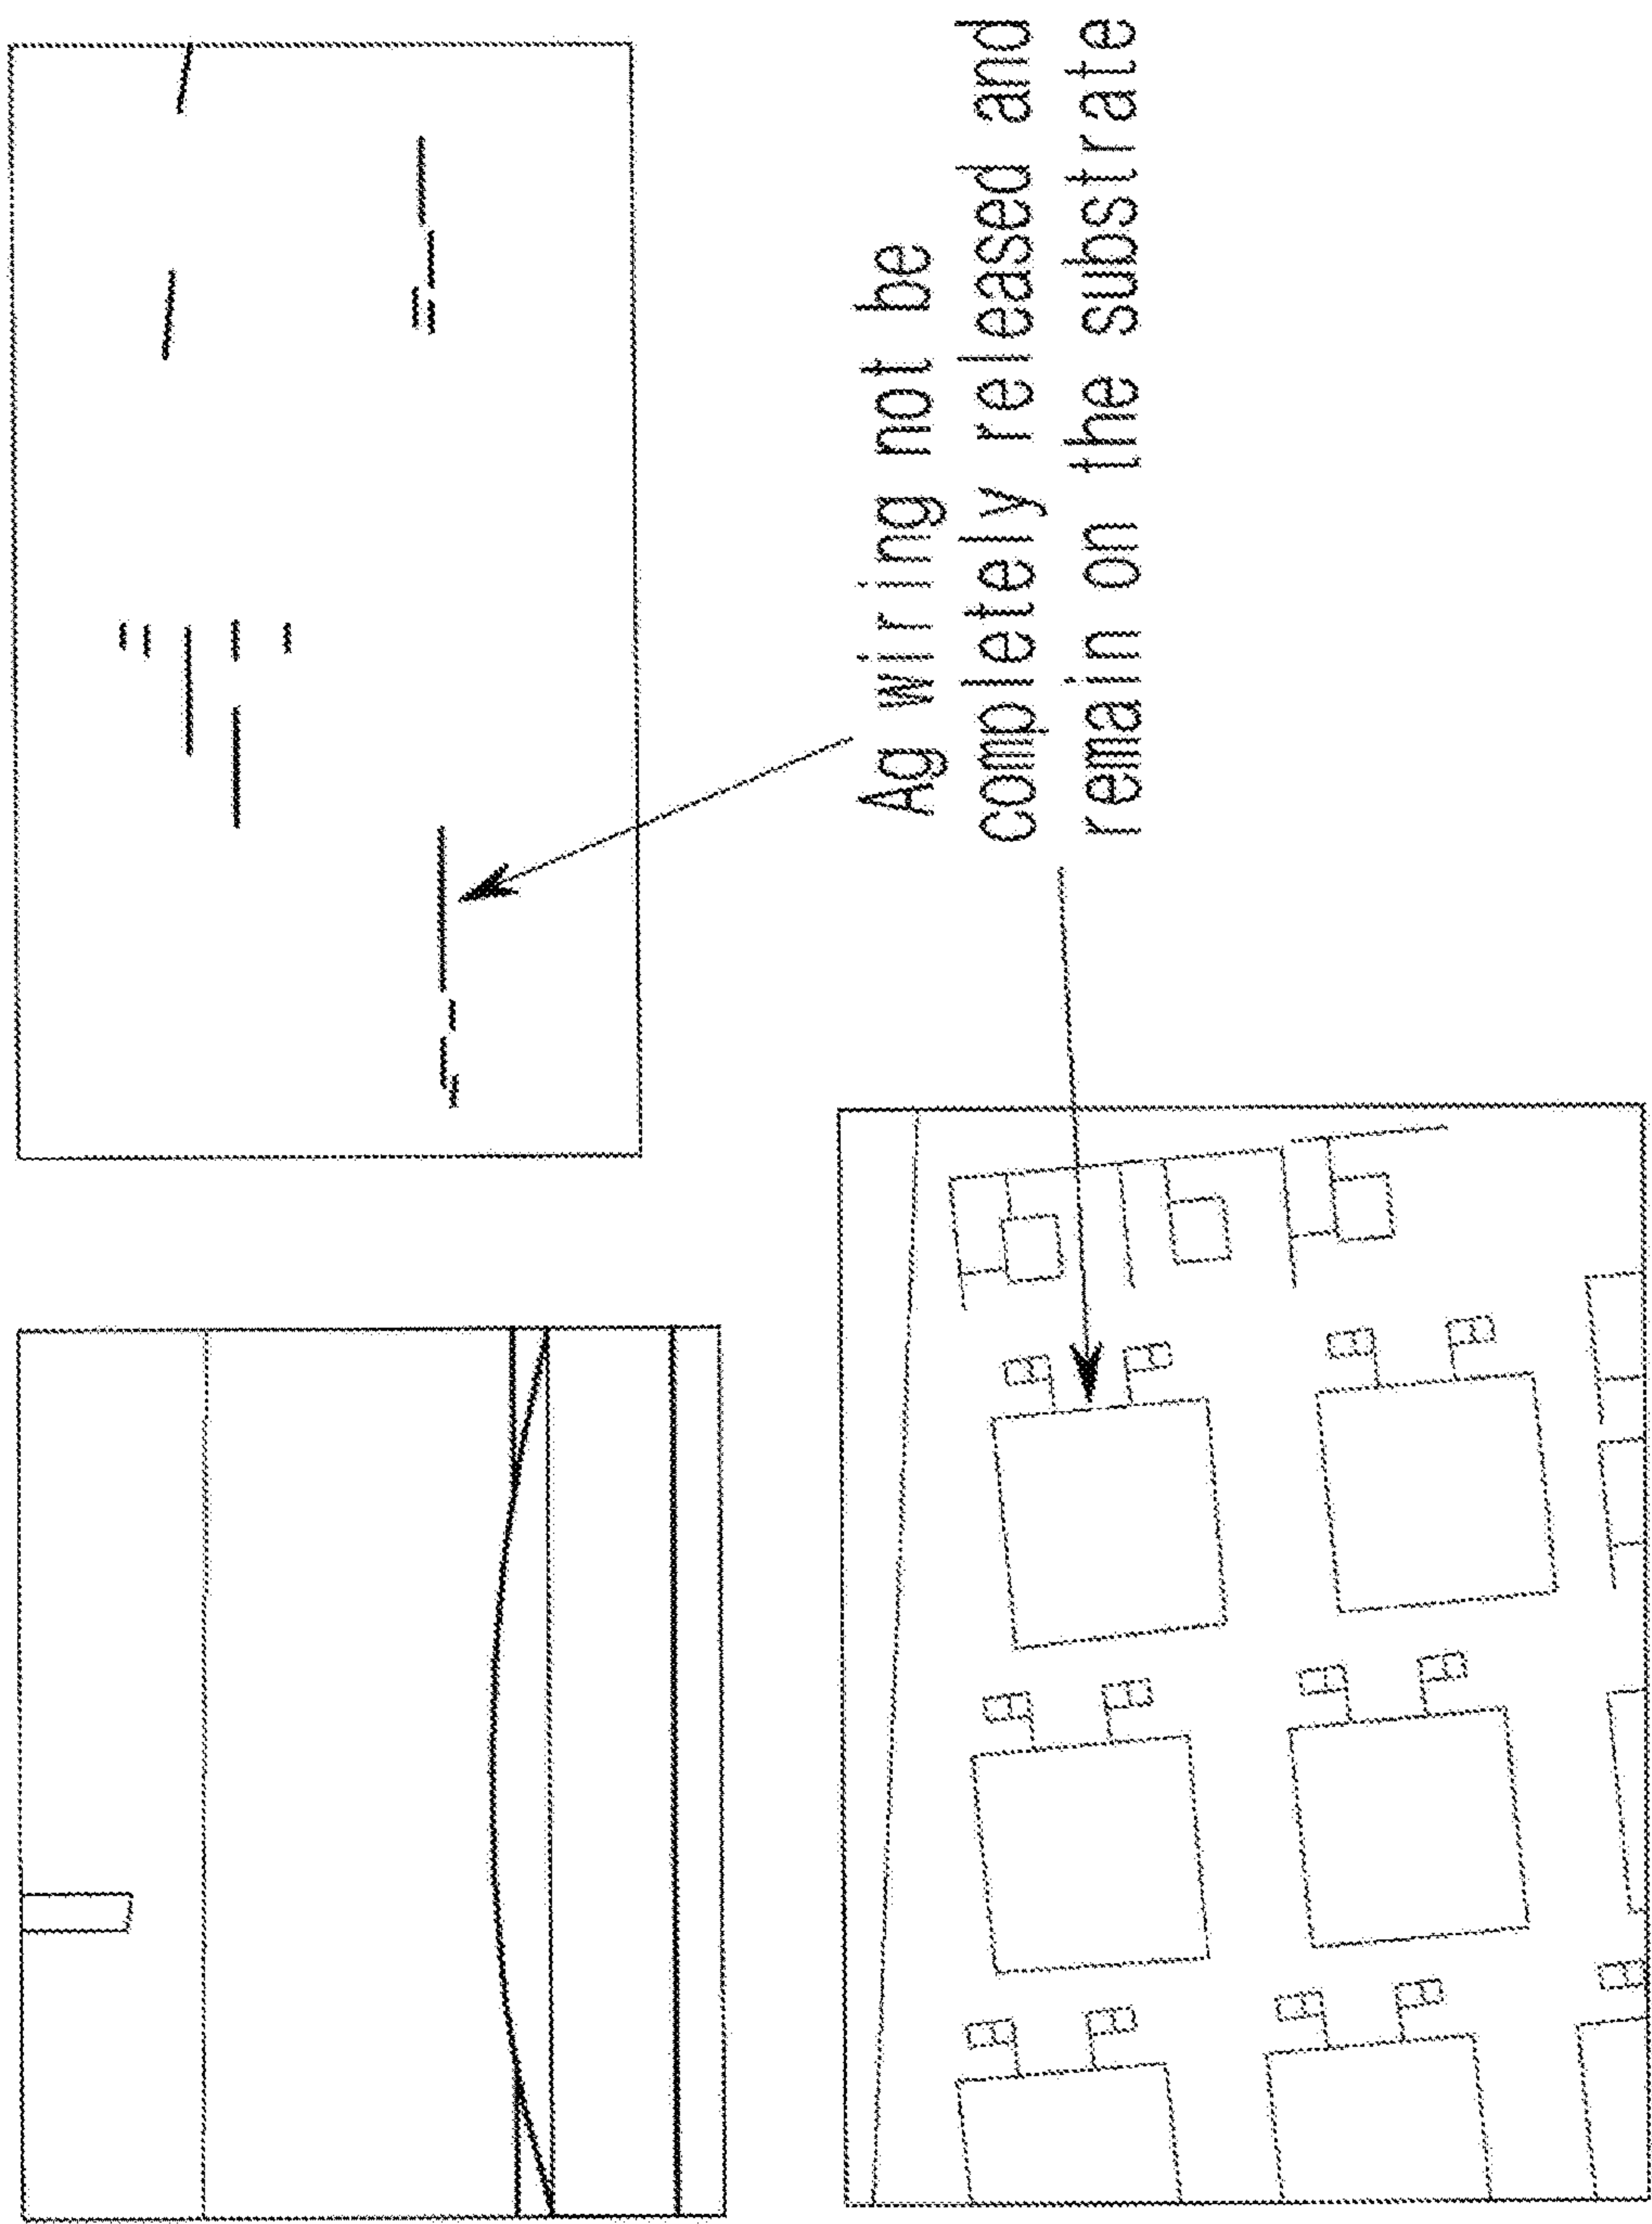 Ag wiring not be
completely released and
remain on the substrate